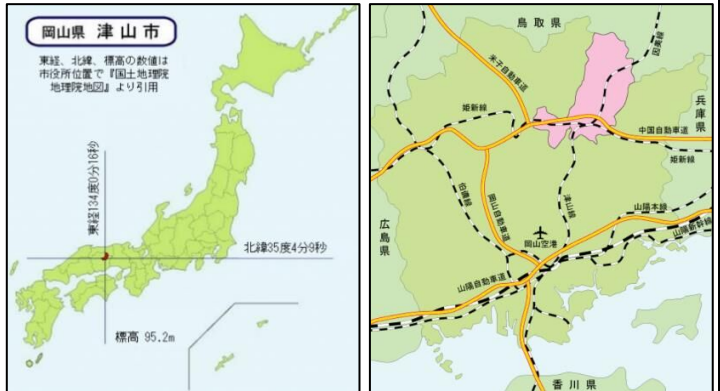 岡山県 津山市
東経、北緯、標高の数値は
市役所位置で『国土地理院
地理院地図』より引用
東経134度0分16秒
北緯35度4分9秒
標高 95.2m
鳥取県
因美線
米子自動車道
姫新線
兵庫県
中国自動車道
姫新線
伯備線
岡山自動車道
津山線
山陽本線
山陽新幹線
岡山空港
広島県
山陽自動車道
香川県